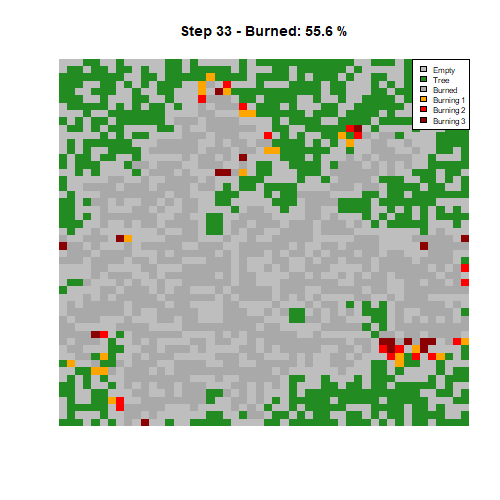 Step 33 - Burned: 55.6 %
Empty
Tree
Burned
Burning 1
Burning 2
Burning 3